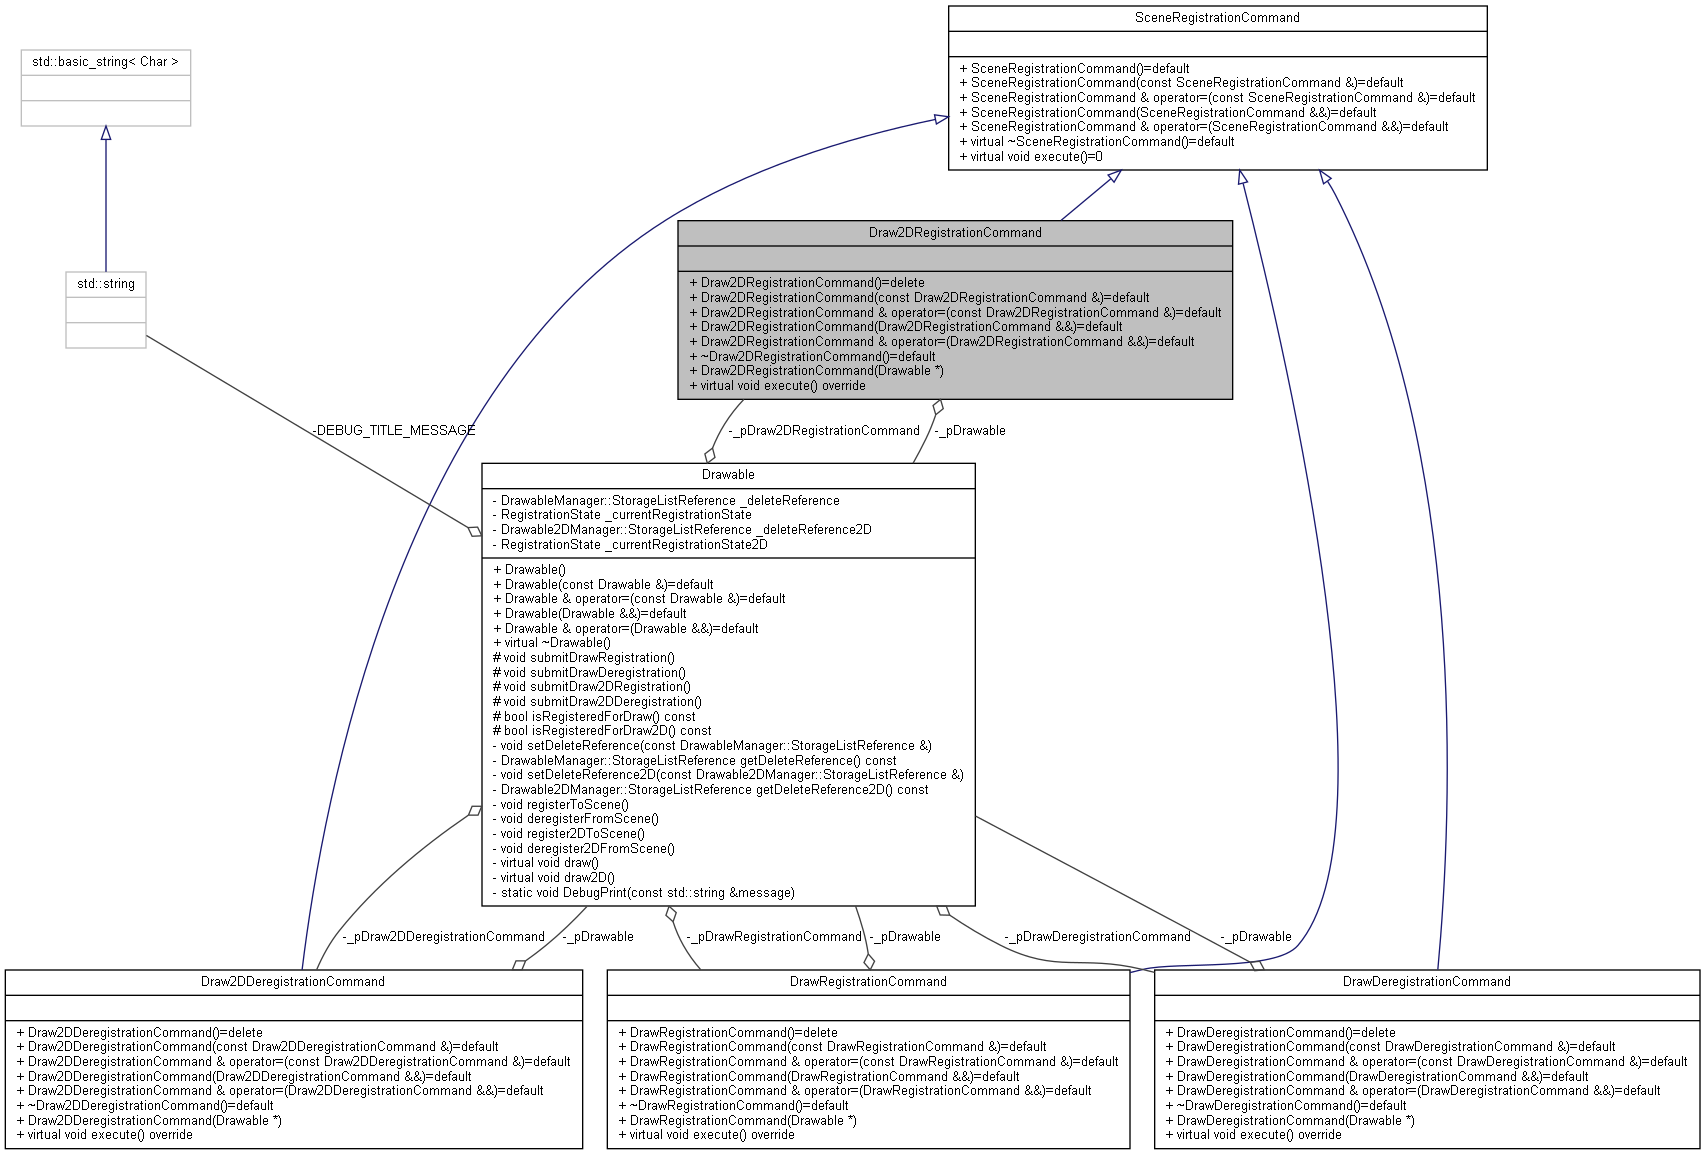 SceneRegistrationCommand
+ SceneRegistrationCommand()=default
+ SceneRegistrationCommand(const SceneRegistrationCommand &)=default
+ SceneRegistrationCommand & operator=(const SceneRegistrationCommand &)=default
+ SceneRegistrationCommand(SceneRegistrationCommand &&)=default
+ SceneRegistrationCommand & operator=(SceneRegistrationCommand &&)=default
+ virtual ~SceneRegistrationCommand()=default
+ virtual void execute()=0
std::basic_string< Char >
std::string
Draw2DRegistrationCommand
+ Draw2DRegistrationCommand()=delete
+ Draw2DRegistrationCommand(const Draw2DRegistrationCommand &)=default
+ Draw2DRegistrationCommand & operator=(const Draw2DRegistrationCommand &)=default
+ Draw2DRegistrationCommand(Draw2DRegistrationCommand &&)=default
+ Draw2DRegistrationCommand & operator=(Draw2DRegistrationCommand &&)=default
+ ~Draw2DRegistrationCommand()=default
+ Draw2DRegistrationCommand(Drawable *)
+ virtual void execute() override
-DEBUG_TITLE_MESSAGE
-_pDraw2DRegistrationCommand
-_pDrawable
Drawable
- DrawableManager::StorageListReference _deleteReference
- RegistrationState _currentRegistrationState
- Drawable2DManager::StorageListReference _deleteReference2D
- RegistrationState _currentRegistrationState2D
+ Drawable()
+ Drawable(const Drawable &)=default
+ Drawable & operator=(const Drawable &)=default
+ Drawable(Drawable &&)=default
+ Drawable & operator=(Drawable &&)=default
+ virtual ~Drawable()
# void submitDrawRegistration()
# void submitDrawDeregistration()
# void submitDraw2DRegistration()
# void submitDraw2DDeregistration()
# bool isRegisteredForDraw() const
# bool isRegisteredForDraw2D() const
- void setDeleteReference(const DrawableManager::StorageListReference &)
- DrawableManager::StorageListReference getDeleteReference() const
- void setDeleteReference2D(const Drawable2DManager::StorageListReference &)
- Drawable2DManager::StorageListReference getDeleteReference2D() const
- void registerToScene()
- void deregisterFromScene()
- void register2DToScene()
- void deregister2DFromScene()
- virtual void draw()
- virtual void draw2D()
- static void DebugPrint(const std::string &message)
-_pDraw2DDeregistrationCommand
-_pDrawable
-_pDrawRegistrationCommand
-_pDrawable
-_pDrawDeregistrationCommand
-_pDrawable
Draw2DDeregistrationCommand
+ Draw2DDeregistrationCommand()=delete
+ Draw2DDeregistrationCommand(const Draw2DDeregistrationCommand &)=default
+ Draw2DDeregistrationCommand & operator=(const Draw2DDeregistrationCommand &)=default
+ Draw2DDeregistrationCommand(Draw2DDeregistrationCommand &&)=default
+ Draw2DDeregistrationCommand & operator=(Draw2DDeregistrationCommand &&)=default
+ ~Draw2DDeregistrationCommand()=default
+ Draw2DDeregistrationCommand(Drawable *)
+ virtual void execute() override
DrawRegistrationCommand
+ DrawRegistrationCommand()=delete
+ DrawRegistrationCommand(const DrawRegistrationCommand &)=default
+ DrawRegistrationCommand & operator=(const DrawRegistrationCommand &)=default
+ DrawRegistrationCommand(DrawRegistrationCommand &&)=default
+ DrawRegistrationCommand & operator=(DrawRegistrationCommand &&)=default
+ ~DrawRegistrationCommand()=default
+ DrawRegistrationCommand(Drawable *)
+ virtual void execute() override
DrawDeregistrationCommand
+ DrawDeregistrationCommand()=delete
+ DrawDeregistrationCommand(const DrawDeregistrationCommand &)=default
+ DrawDeregistrationCommand & operator=(const DrawDeregistrationCommand &)=default
+ DrawDeregistrationCommand(DrawDeregistrationCommand &&)=default
+ DrawDeregistrationCommand & operator=(DrawDeregistrationCommand &&)=default
+ ~DrawDeregistrationCommand()=default
+ DrawDeregistrationCommand(Drawable *)
+ virtual void execute() override